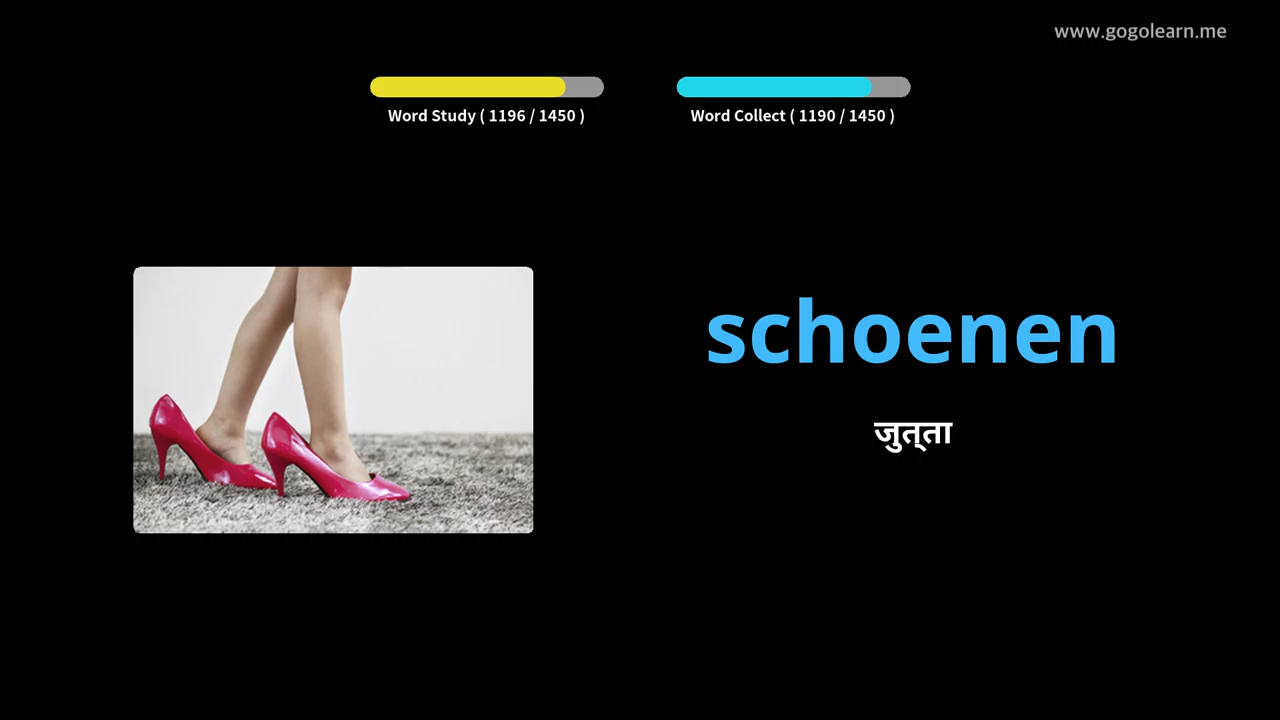 www.gogolearn.me
Word Study ( 1196 / 1450 )
Word Collect ( 1190 / 1450 )
schoenen
जुत्ता